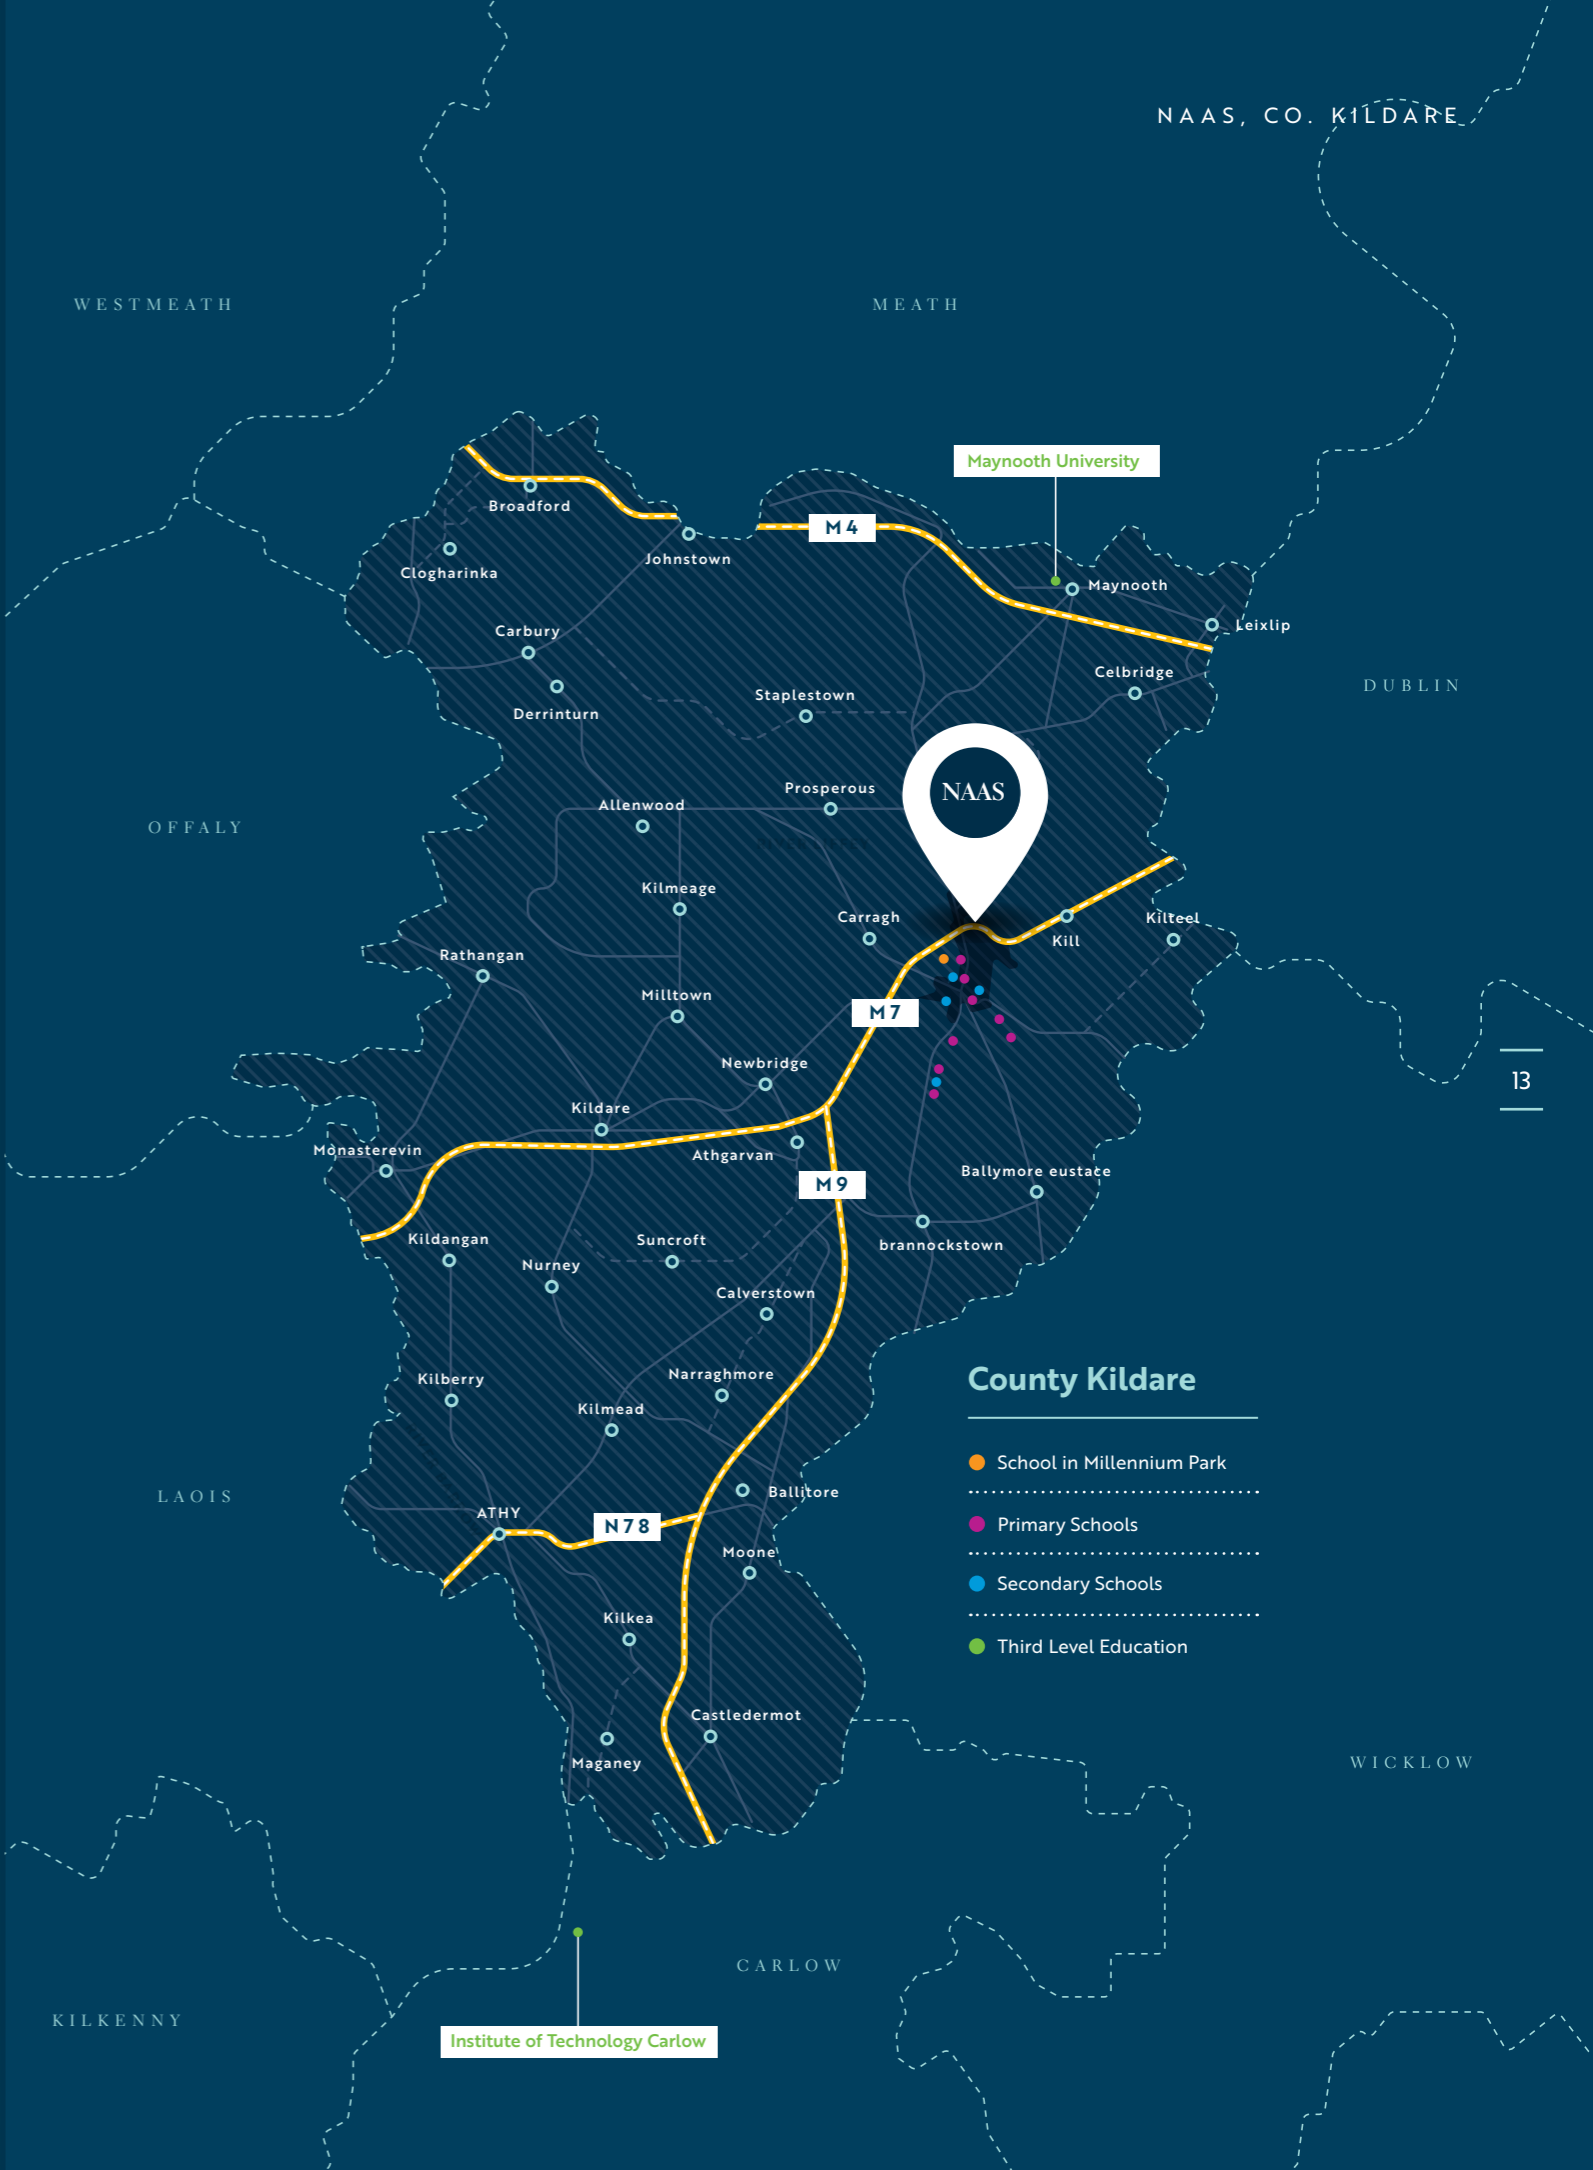 NAAS, CO. KILDARE
WESTMEATH
MEATH
Maynooth University
Broadford
M4
Johnstown
Clogharinka
Maynooth
Leixlip
Carbury
Celbridge
DUBLIN
Staplestown
Derrinturn
Prosperous
NAAS
Allenwood
OFFALY
Kilmeage
Carragh
Kilteel
Kill
Rathangan
Milltown
M7
Newbridge
13
Kildare
Monasterevin
Athgarvan
Ballymore eustace
M9
Kildangan
Suncroft
brannockstown
Nurney
Calverstown
Narraghmore
Kilberry
Kilmead
County Kildare
School in Millennium Park
Ballitore
LAOIS
ATHY
N78
Primary Schools
Moone
Secondary Schools
Kilkea
Third Level Education
Castledermot
Maganey
WICKLOW
CARLOW
KILKENNY
Institute of Technology Carlow